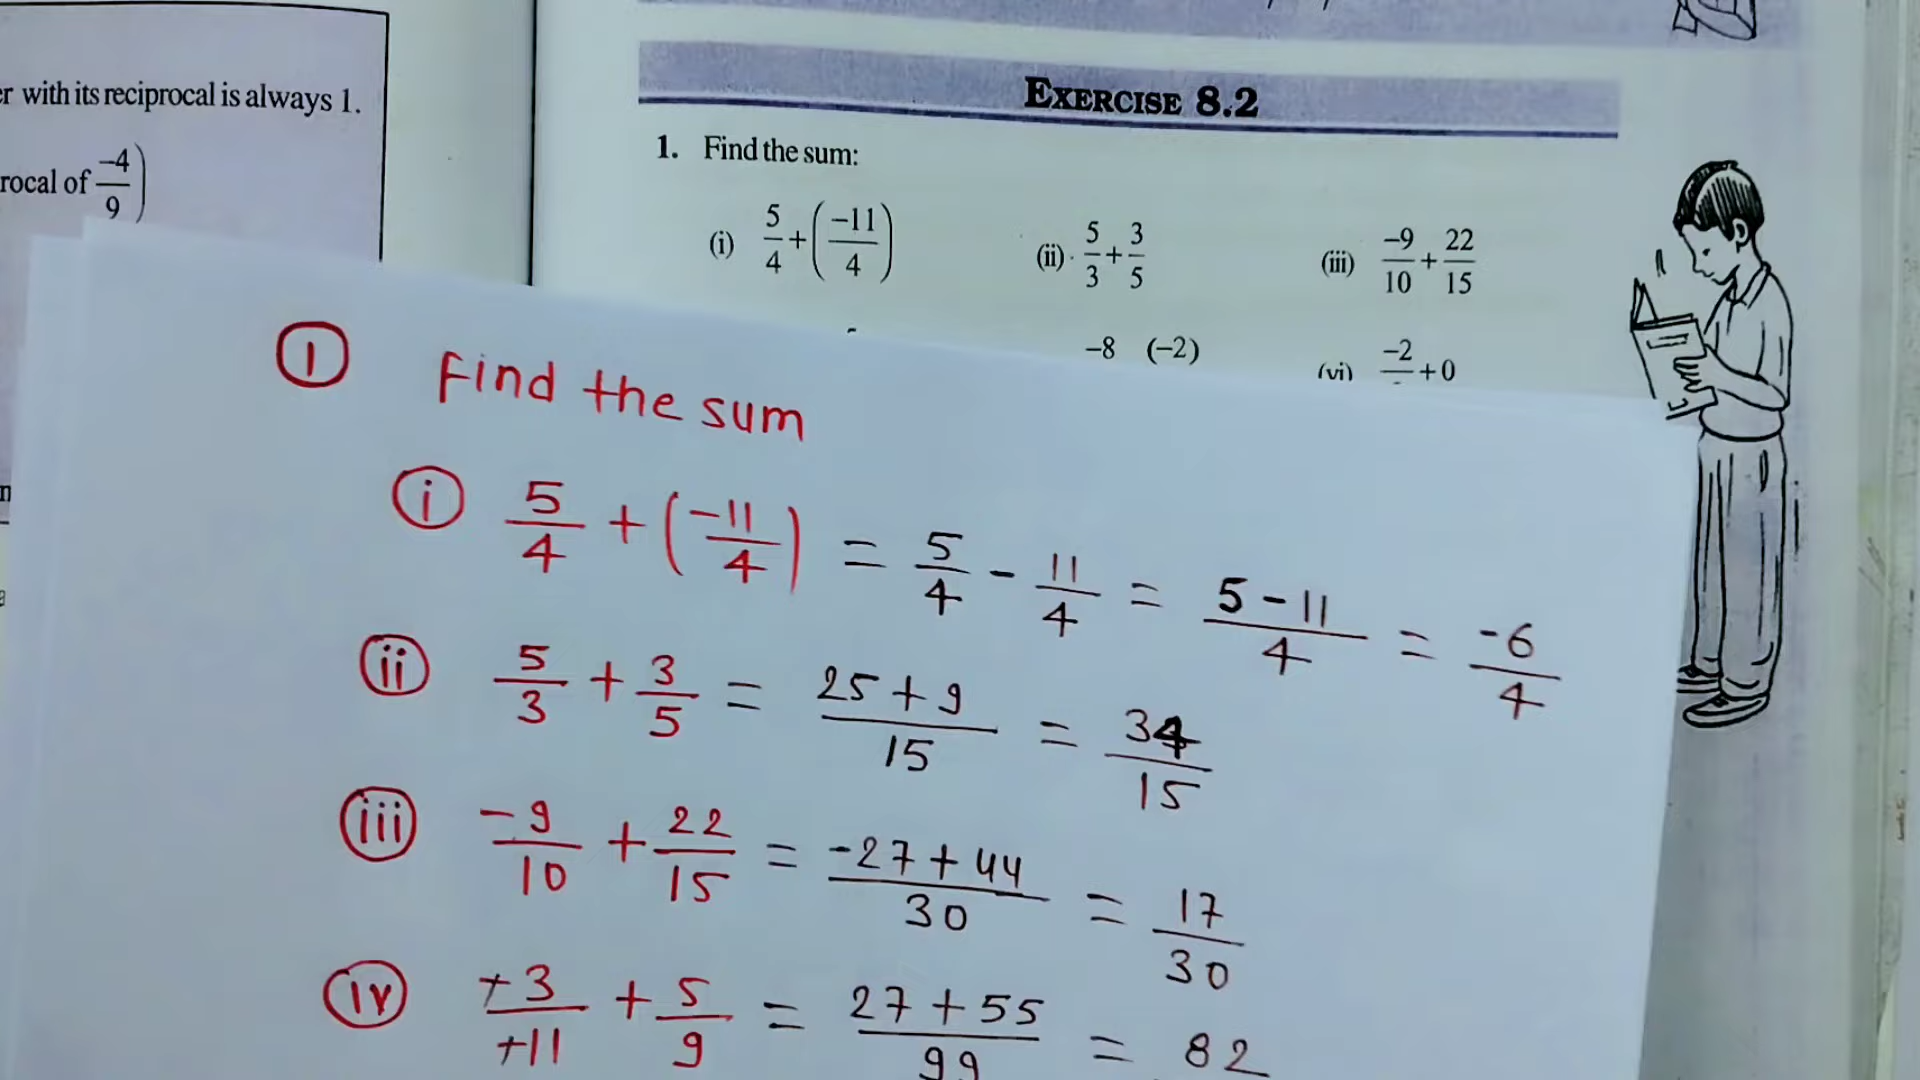 er with its reciprocal is always 1.
rocal of -4/9)
EXERCISE 8.2
1. Find the sum:
(i) 5/4 + (-11/4) (ii) 5/3 + 3/5 (iii) -9/10 + 22/15
-8 (-2) (vi) -2 +0
① Find the sum
ⓘ 5/4 + (-11/4) = 5/4 - 11/4 = 5-11/4 = -6/4
ⅱ 5/3 + 3/5 = 25+9/15 = 34/15
ⅲ -9/10 + 22/15 = -27+44/30 = 17/30
ⅳ +3/+11 + 5/9 = 27+55/99 = 82